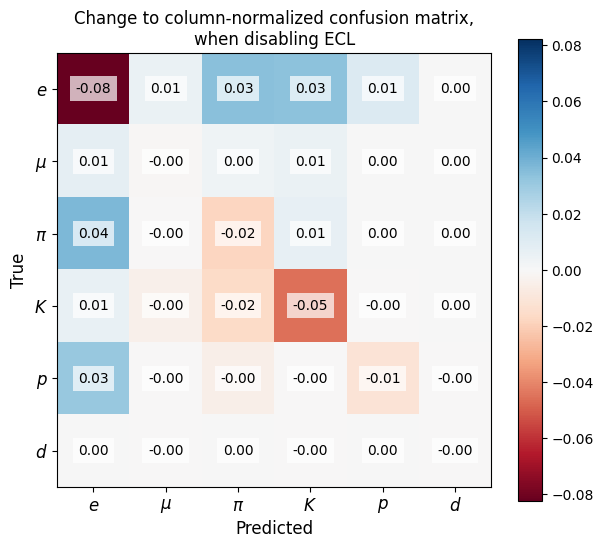 Change to column-normalized confusion matrix,
when disabling ECL
e -0.08 0.01 0.03 0.03 0.01 0.00
μ 0.01 -0.00 0.00 0.01 0.00 0.00
π 0.04 -0.00 -0.02 0.01 0.00 0.00
K 0.01 -0.00 -0.02 -0.05 -0.00 0.00
p 0.03 -0.00 -0.00 -0.00 -0.01 -0.00
d 0.00 -0.00 0.00 -0.00 0.00 -0.00
e μ π K p d
Predicted
True
0.08
0.06
0.04
0.02
0.00
−0.02
−0.04
−0.06
−0.08